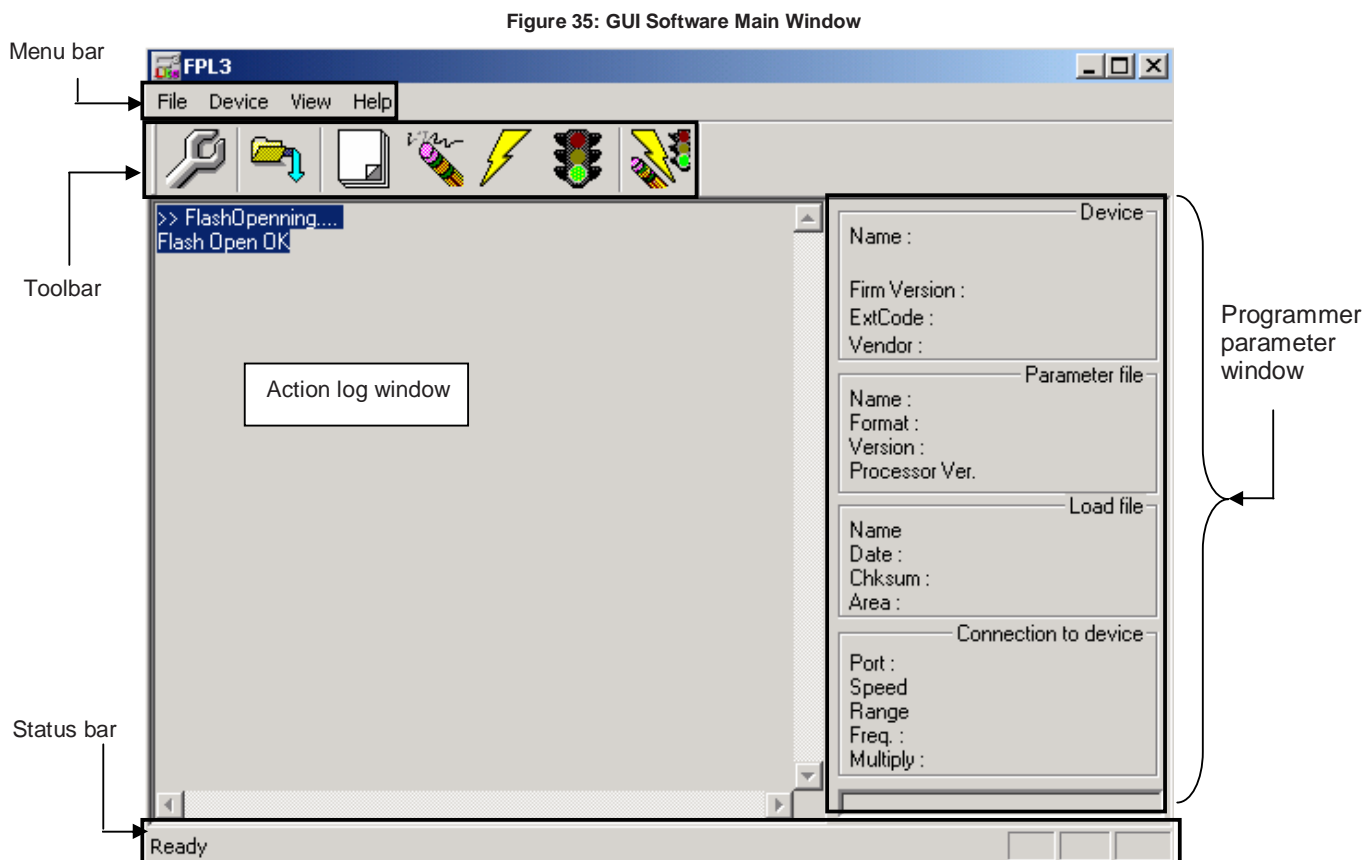 Figure 35: GUI Software Main Window
Menu bar
FPL3
File Device View Help
Toolbar
>> FlashOpenning....
Flash Open OK
Action log window
Device
Name :
Firm Version :
ExtCode :
Vendor :
Parameter file
Name :
Format :
Version :
Processor Ver.
Load file
Name
Date :
Chksum :
Area :
Connection to device
Port :
Speed
Range
Freq. :
Multiply :
Programmer
parameter
window
Status bar
Ready